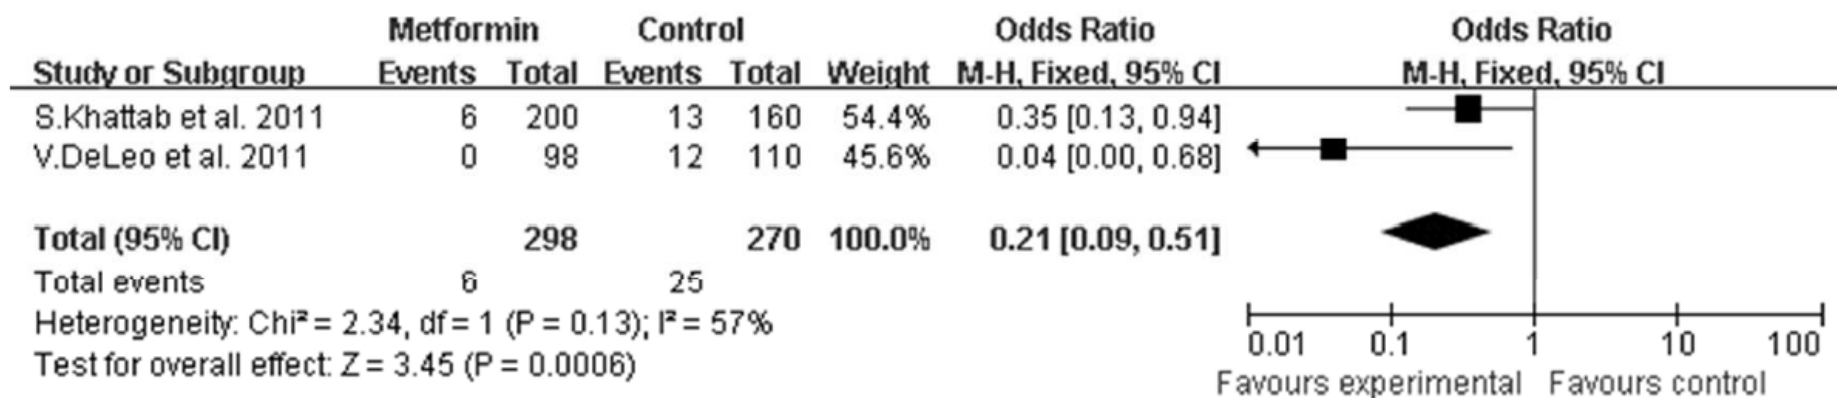 Metformin Control Odds Ratio Odds Ratio
Study or Subgroup Events Total Events Total Weight M-H, Fixed, 95% CI M-H, Fixed, 95% CI
S.Khattab et al. 2011 6 200 13 160 54.4% 0.35 [0.13, 0.94]
V.DeLeo et al. 2011 0 98 12 110 45.6% 0.04 [0.00, 0.68]
Total (95% CI) 298 270 100.0% 0.21 [0.09, 0.51]
Total events 6 25
Heterogeneity: Chi² = 2.34, df = 1 (P = 0.13); I² = 57%
Test for overall effect: Z = 3.45 (P = 0.0006)
0.01 0.1 1 10 100
Favours experimental Favours control